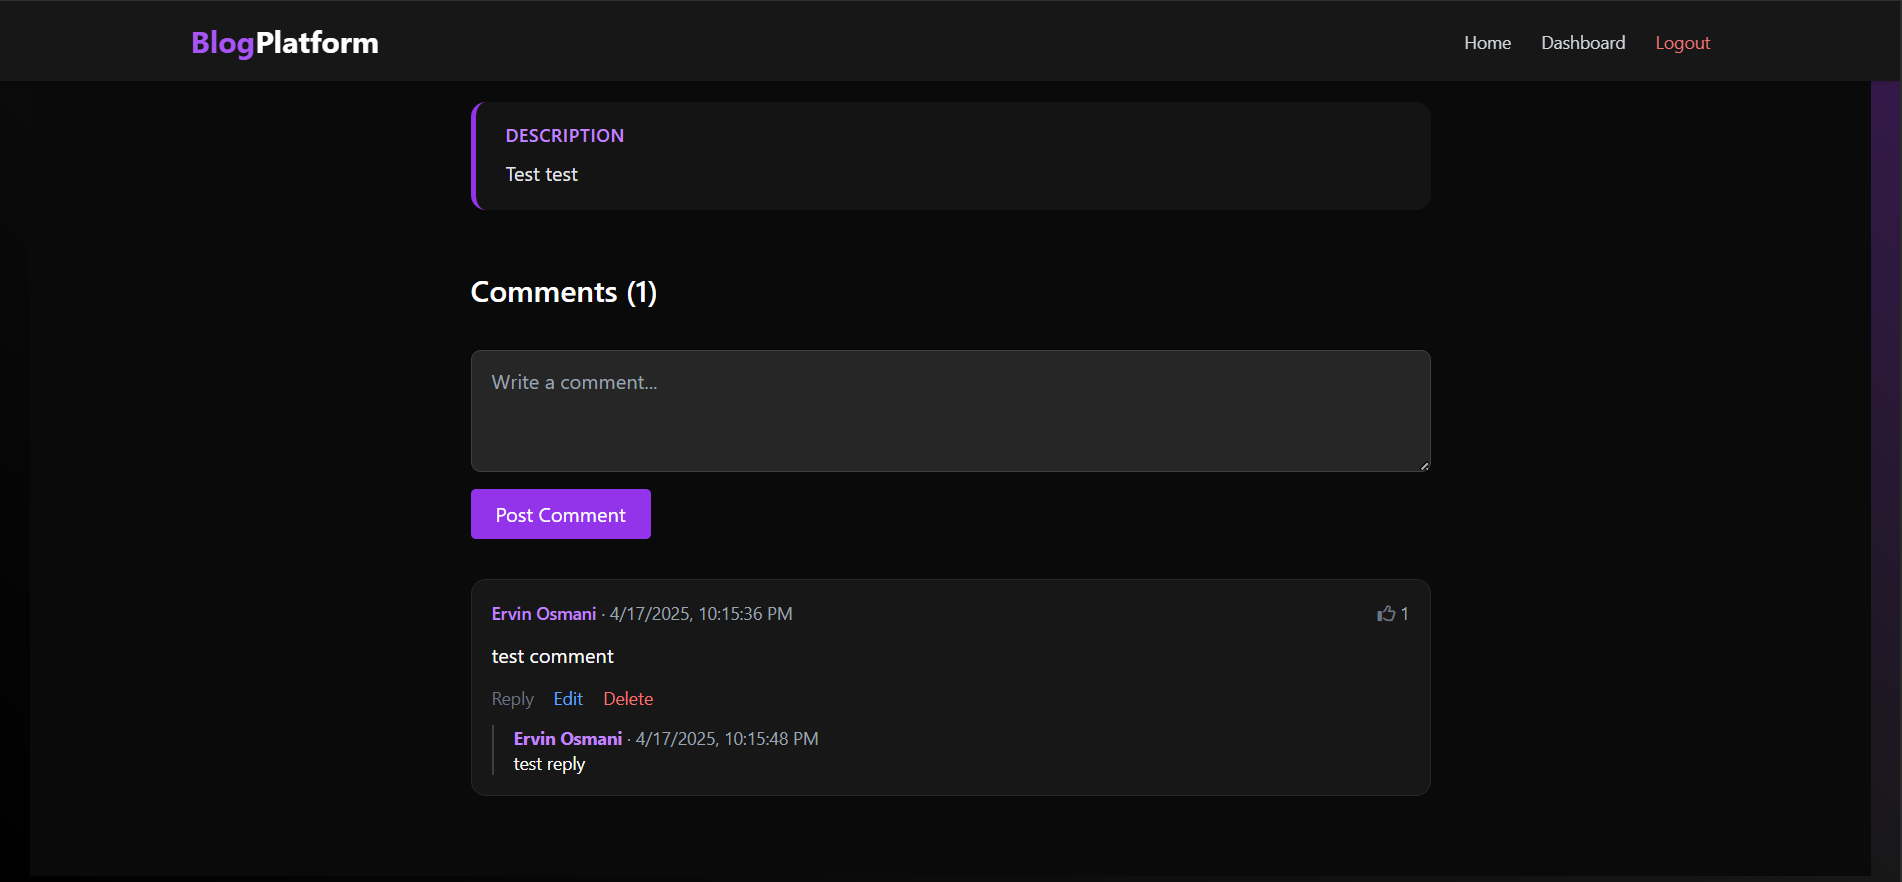 BlogPlatform
Home Dashboard Logout
DESCRIPTION
Test test
Comments (1)
Write a comment...
Post Comment
Ervin Osmani · 4/17/2025, 10:15:36 PM 1
test comment
Reply Edit Delete
Ervin Osmani · 4/17/2025, 10:15:48 PM
test reply